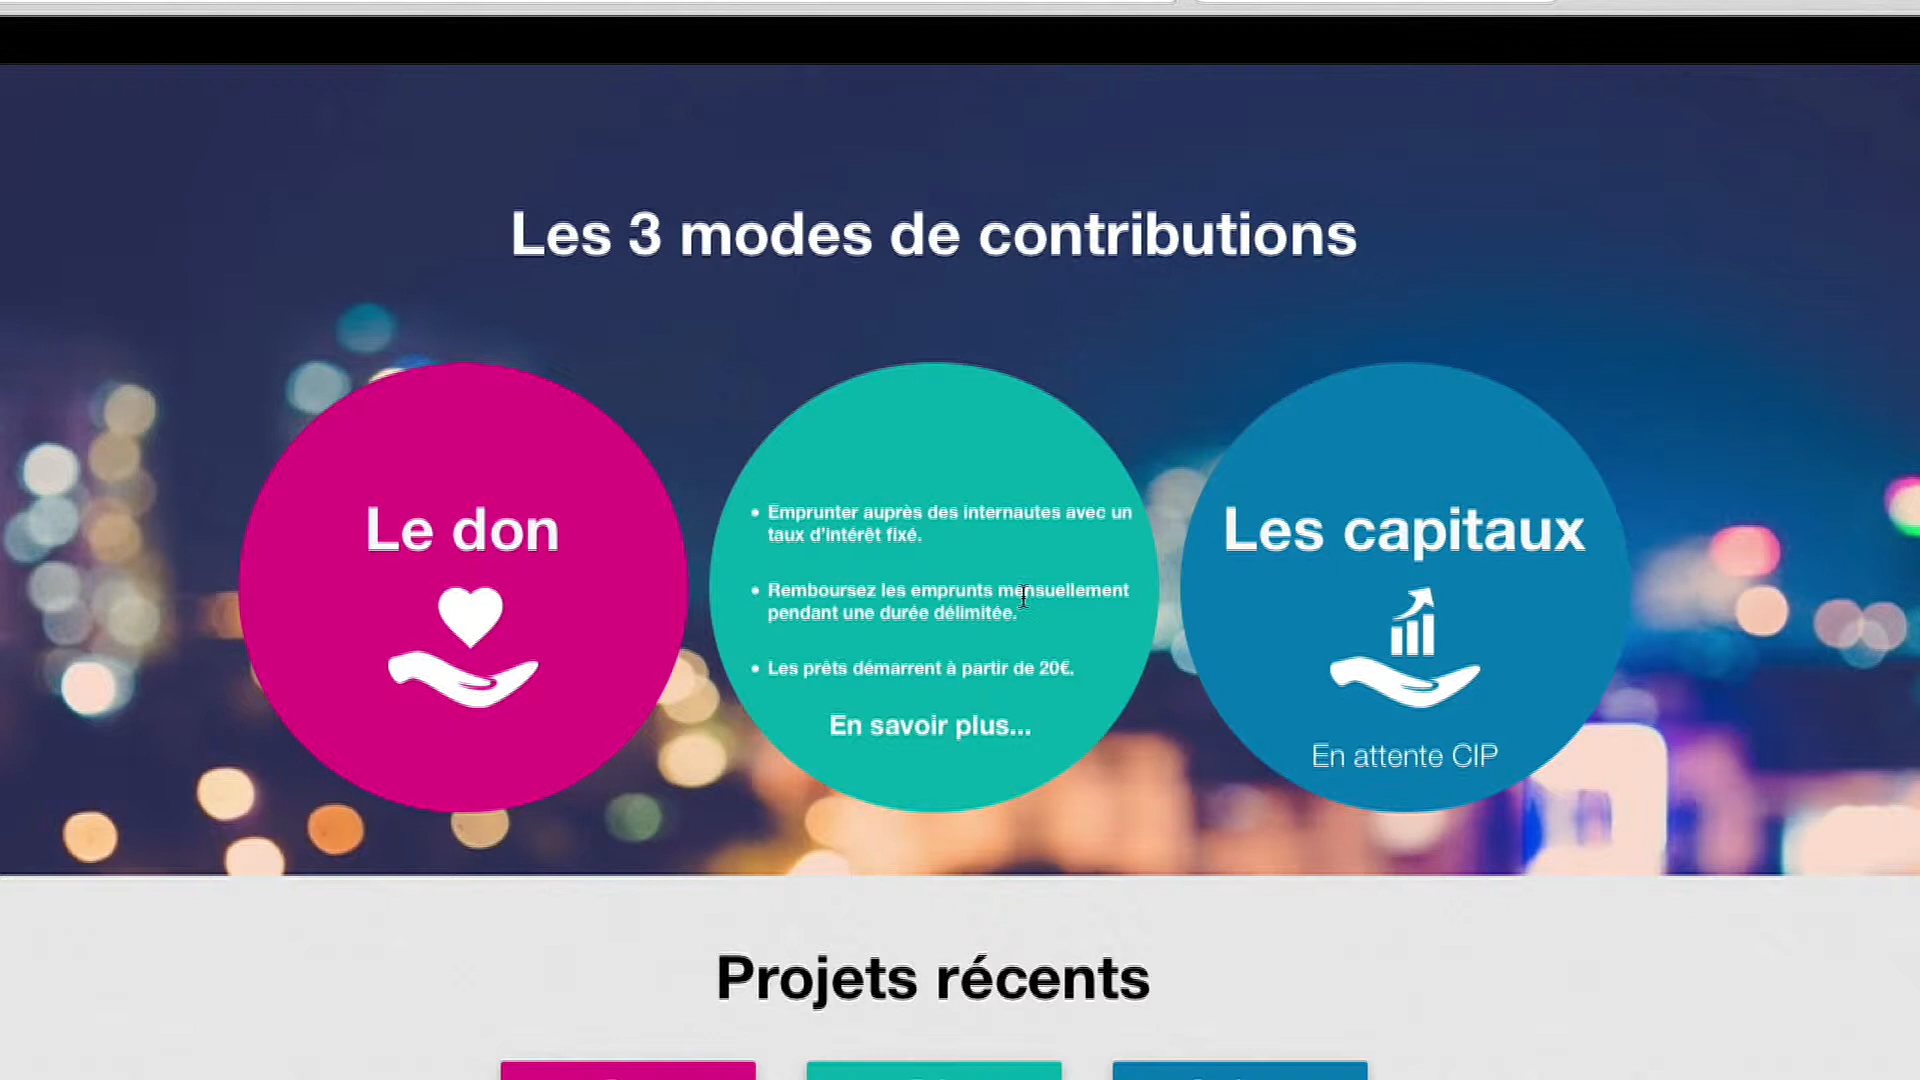 Les 3 modes de contributions
Le don
• Emprunter auprès des internautes avec un
taux d'intérêt fixé.
• Remboursez les emprunts mensuellement
pendant une durée délimitée.
• Les prêts démarrent à partir de 20€.
En savoir plus...
Les capitaux
En attente CIP
Projets récents